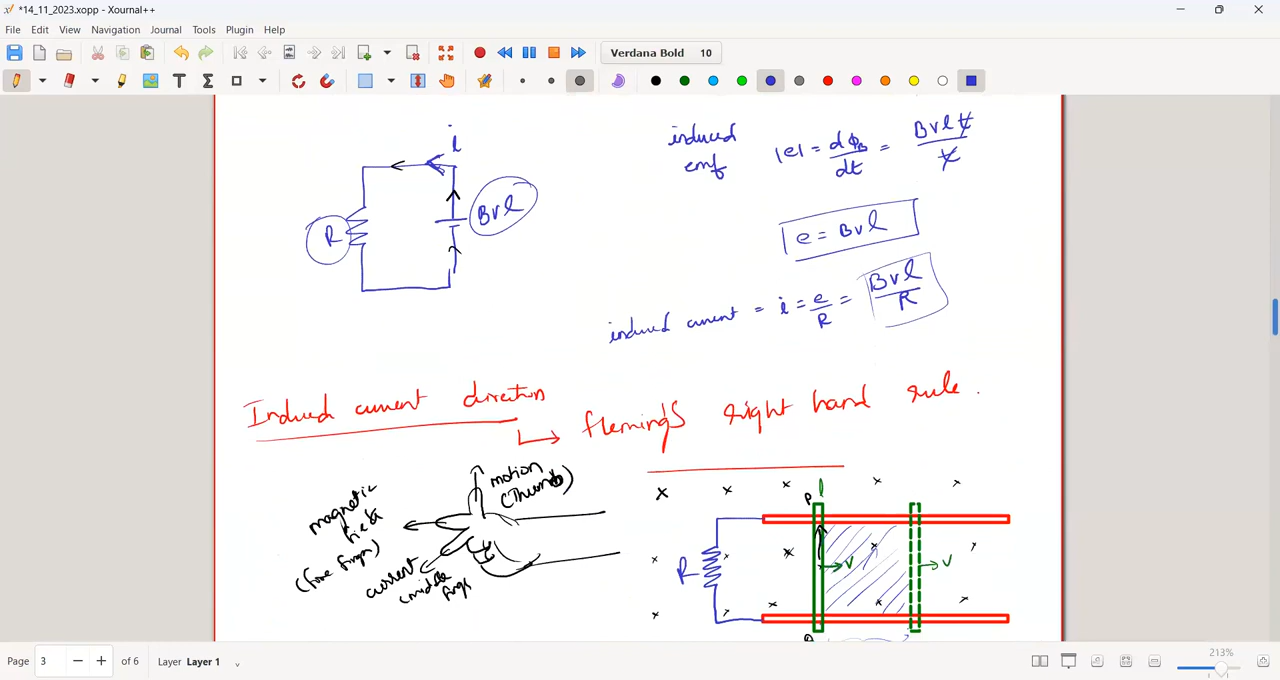 *14_11_2023.xopp - Xournal++
File Edit View Navigation Journal Tools Plugin Help
Verdana Bold 10
i
R
Bvl
induced emf |e| = dφB/dt = Bvlt/t
e = Bvl
induced current = i = e/R = Bvl/R
Induced current direction
↳ fleming's right hand rule.
motion
(Thumb)
magnetic
field
(fore finger)
current
(middle
finger
x x x x x
P l
x x x x
R v v
x x x x
Q
Page 3 of 6 Layer Layer 1
213%